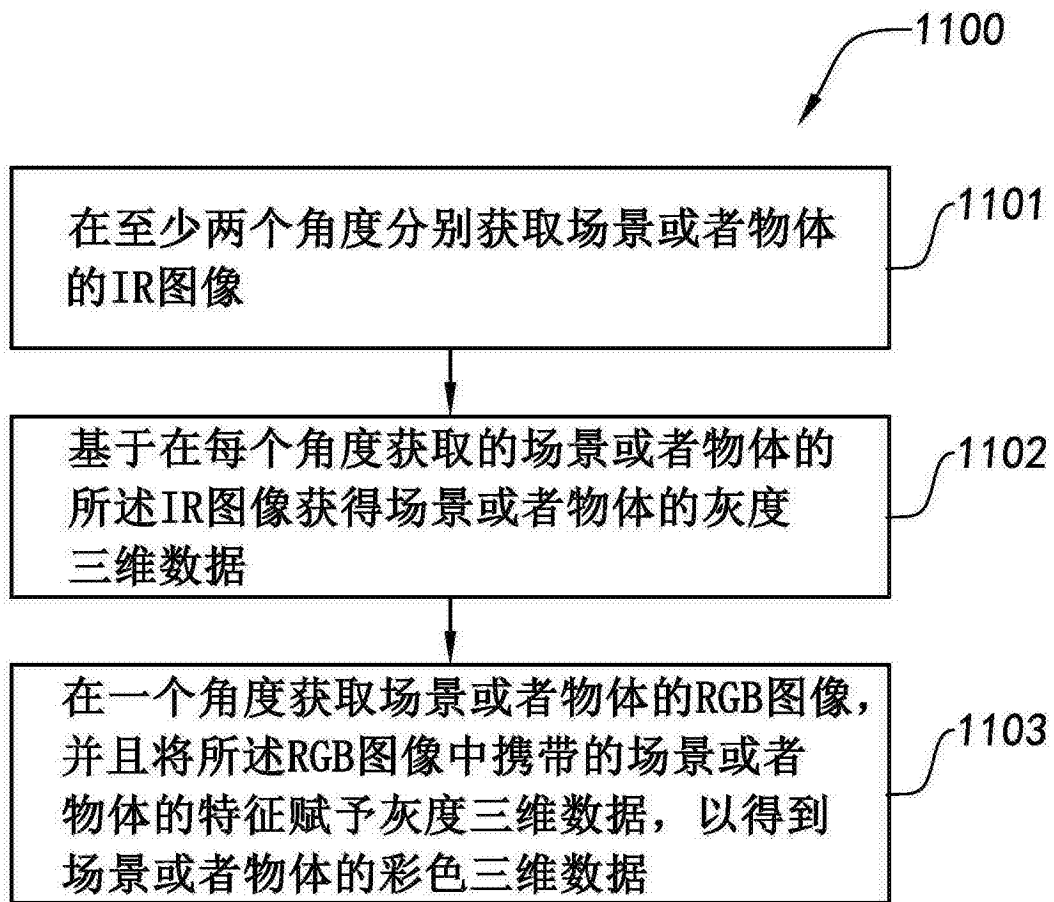 1100
在至少两个角度分别获取场景或者物体
的IR图像
1101
基于在每个角度获取的场景或者物体的
所述IR图像获得场景或者物体的灰度
三维数据
1102
在一个角度获取场景或者物体的RGB图像，
并且将所述RGB图像中携带的场景或者
物体的特征赋予灰度三维数据，以得到
场景或者物体的彩色三维数据
1103